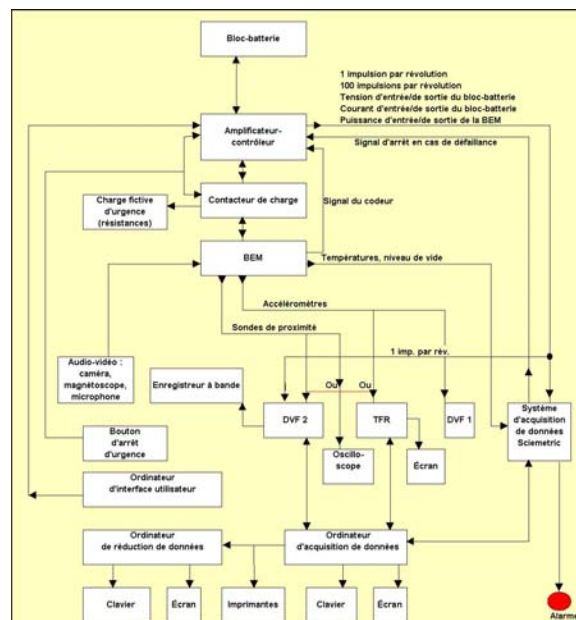 Bloc-batterie
1 impulsion par révolution
100 impulsions par révolution
Tension d'entrée/de sortie du bloc-batterie
Courant d'entrée/de sortie du bloc-batterie
Puissance d'entrée/de sortie de la BEM
Amplificateur-
contrôleur
Signal d'arrêt en cas de défaillance
Contacteur de charge
Charge fictive
d'urgence
(résistances)
Signal du codeur
BEM
Températures, niveau de vide
Accéléromètres
Sondes de proximité
1 imp. par rév.
Audio-vidéo :
caméra,
magnétoscope,
microphone
Enregistreur à bande
Ou
Ou
DVF 2
TFR
DVF 1
Système
d'acquisition
de données
Sciemetric
Bouton
d'arrêt
d'urgence
Oscillo-
scope
Écran
Ordinateur
d'interface utilisateur
Ordinateur
de réduction de données
Ordinateur
d'acquisition de données
Clavier
Écran
Imprimantes
Clavier
Écran
Alarme